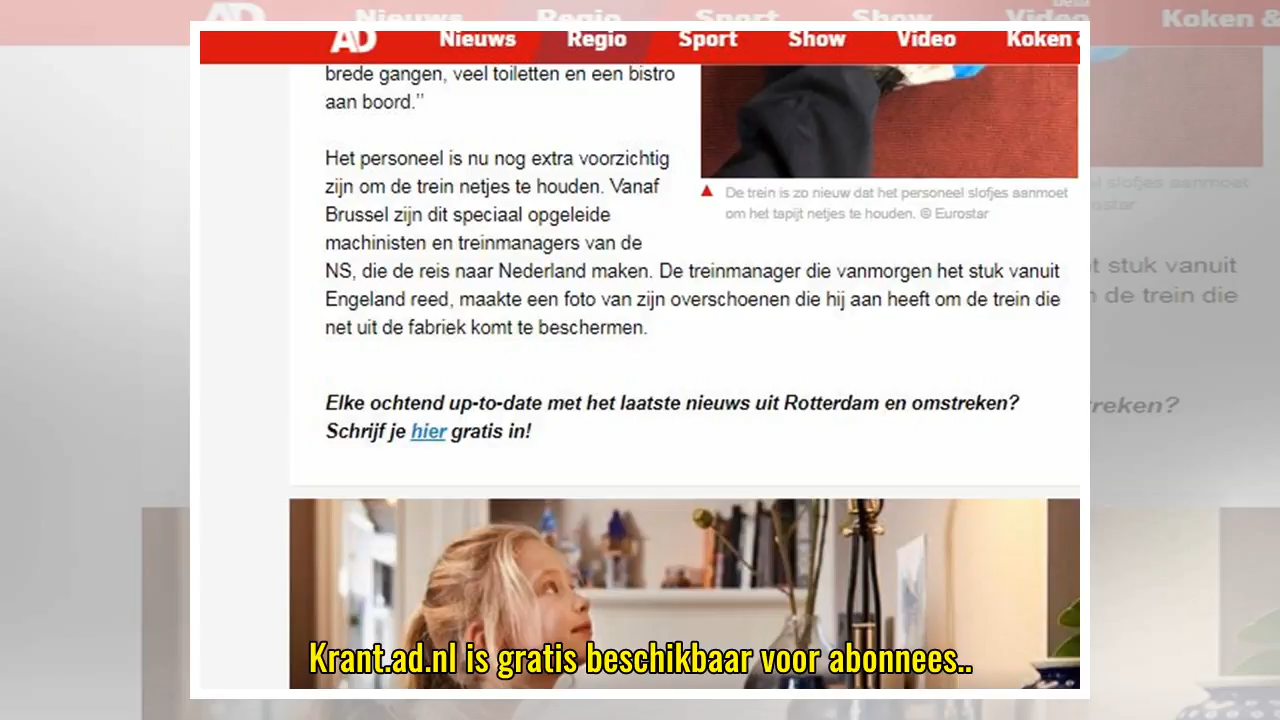 AD Nieuws Regio Sport Show Video Koken &
brede gangen, veel toiletten en een bistro
aan boord.”
Het personeel is nu nog extra voorzichtig
zijn om de trein netjes te houden. Vanaf
Brussel zijn dit speciaal opgeleide
machinisten en treinmanagers van de
NS, die de reis naar Nederland maken. De treinmanager die vanmorgen het stuk vanuit
Engeland reed, maakte een foto van zijn overschoenen die hij aan heeft om de trein die
net uit de fabriek komt te beschermen.
De trein is zo nieuw dat het personeel slofjes aanmoet
om het tapijt netjes te houden. © Eurostar
Elke ochtend up-to-date met het laatste nieuws uit Rotterdam en omstreken?
Schrijf je hier gratis in!
Krant.ad.nl is gratis beschikbaar voor abonnees..